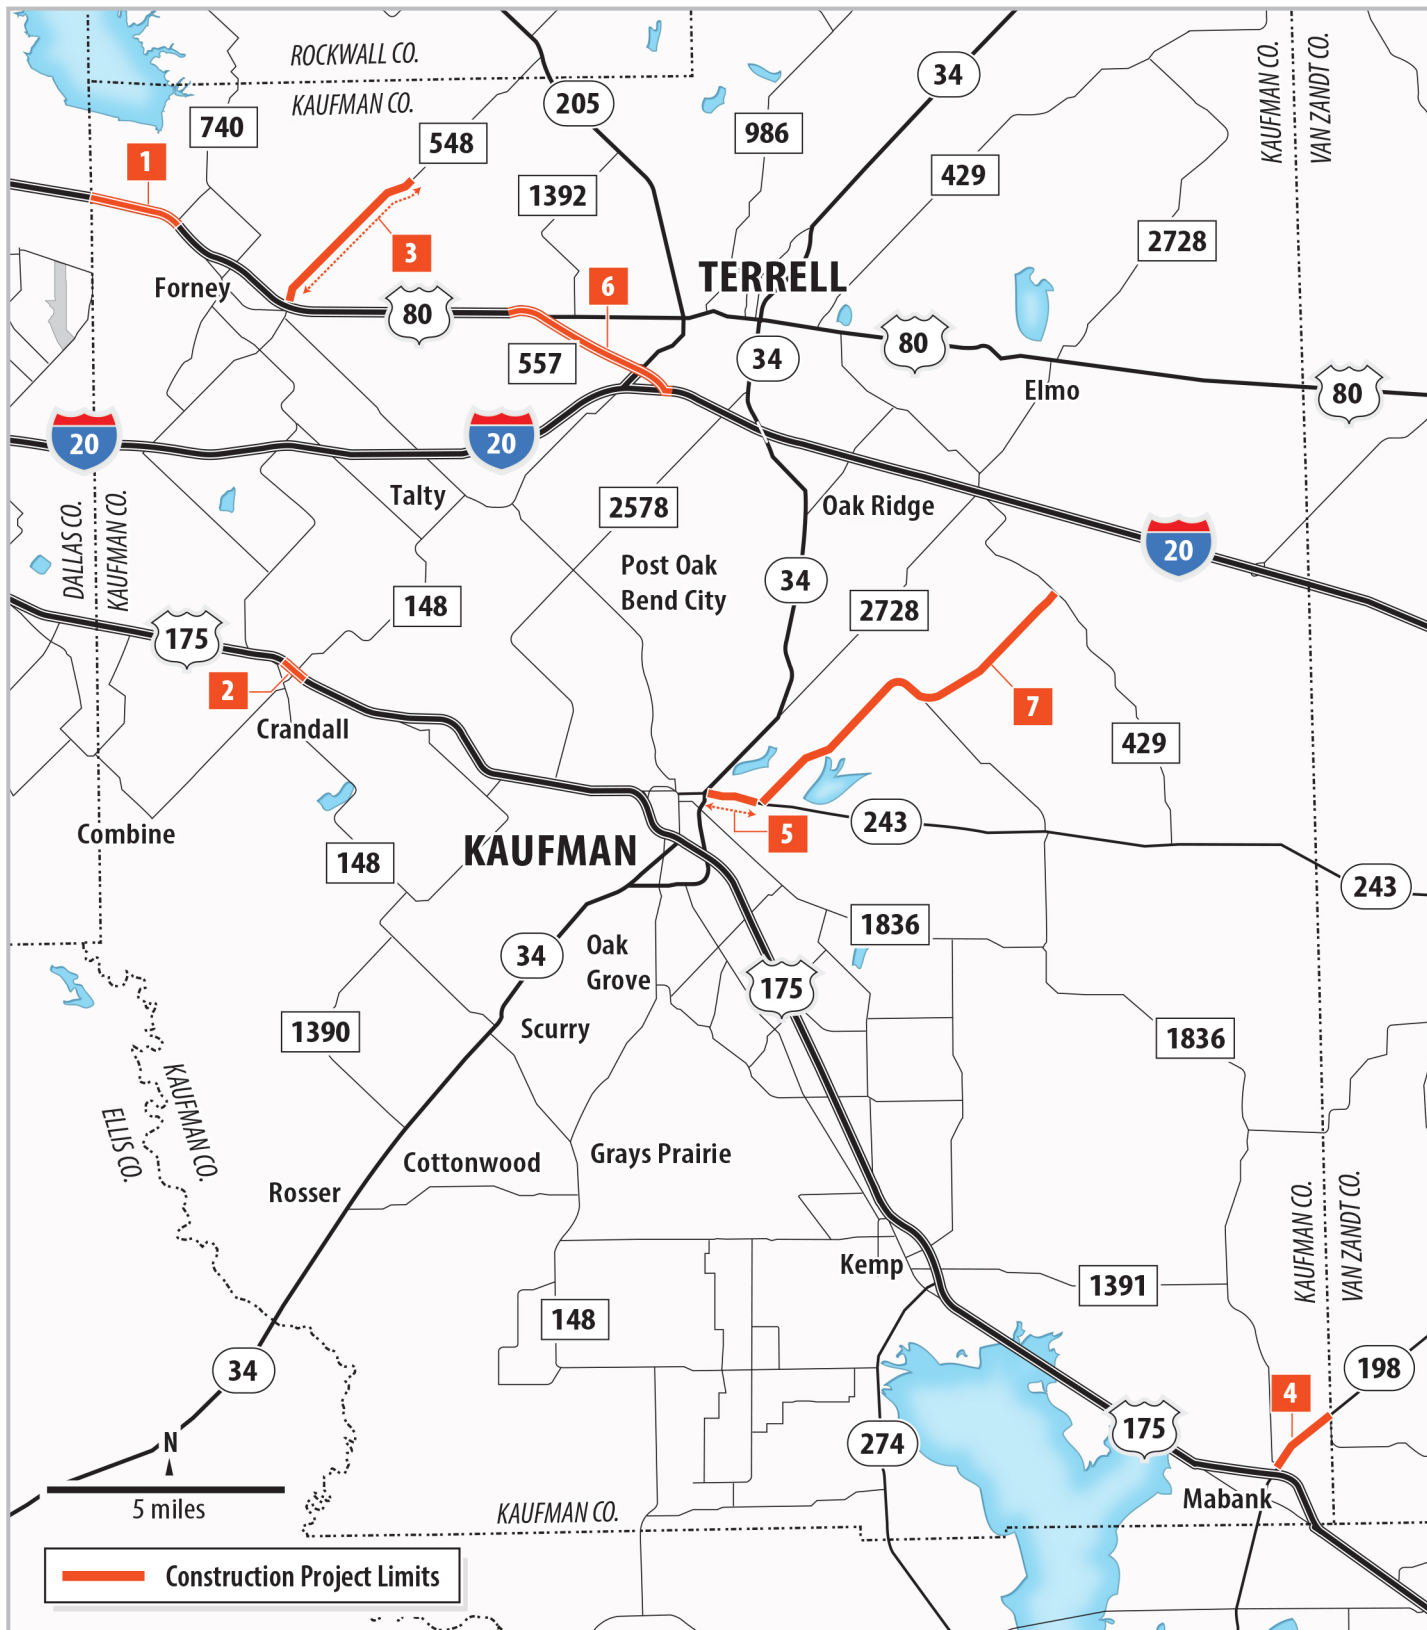 ROCKWALL CO.
KAUFMAN CO.
KAUFMAN CO.
VAN ZANDT CO.
34
205
740
548
986
1
429
1392
2728
3
TERRELL
6
Forney
80
80
34
557
Elmo
80
20
20
Talty
2578
Oak Ridge
20
DALLAS CO.
KAUFMAN CO.
Post Oak
Bend City
34
148
2728
175
2
7
Crandall
429
243
5
Combine
KAUFMAN
148
243
1836
34
Oak
Grove
175
1390
Scurry
1836
KAUFMAN CO.
ELLIS CO.
Grays Prairie
Cottonwood
Rosser
KAUFMAN CO.
VAN ZANDT CO.
Kemp
1391
148
34
198
4
175
274
N
Mabank
5 miles
KAUFMAN CO.
Construction Project Limits